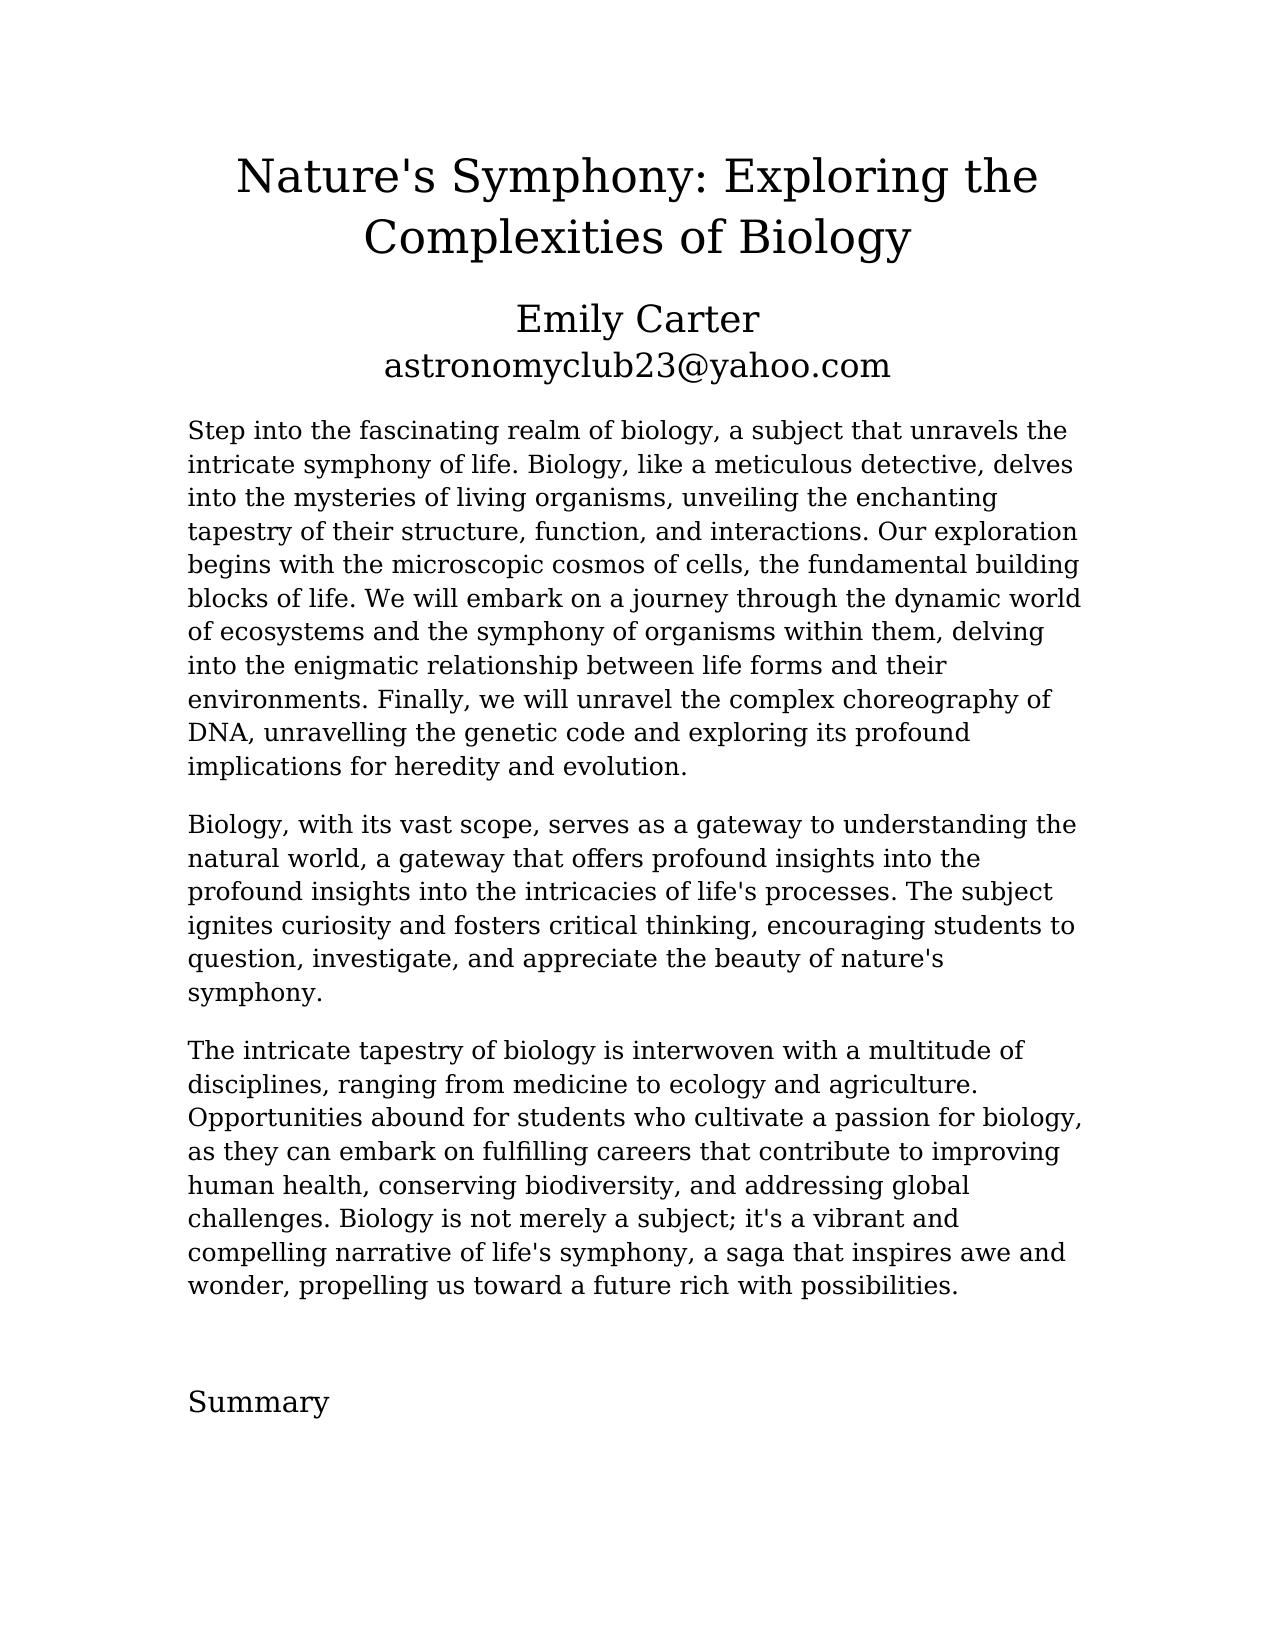 Nature's Symphony: Exploring the
Complexities of Biology
Emily Carter
astronomyclub23@yahoo.com
Step into the fascinating realm of biology, a subject that unravels the
intricate symphony of life. Biology, like a meticulous detective, delves
into the mysteries of living organisms, unveiling the enchanting
tapestry of their structure, function, and interactions. Our exploration
begins with the microscopic cosmos of cells, the fundamental building
blocks of life. We will embark on a journey through the dynamic world
of ecosystems and the symphony of organisms within them, delving
into the enigmatic relationship between life forms and their
environments. Finally, we will unravel the complex choreography of
DNA, unravelling the genetic code and exploring its profound
implications for heredity and evolution.
Biology, with its vast scope, serves as a gateway to understanding the
natural world, a gateway that offers profound insights into the
profound insights into the intricacies of life's processes. The subject
ignites curiosity and fosters critical thinking, encouraging students to
question, investigate, and appreciate the beauty of nature's
symphony.
The intricate tapestry of biology is interwoven with a multitude of
disciplines, ranging from medicine to ecology and agriculture.
Opportunities abound for students who cultivate a passion for biology,
as they can embark on fulfilling careers that contribute to improving
human health, conserving biodiversity, and addressing global
challenges. Biology is not merely a subject; it's a vibrant and
compelling narrative of life's symphony, a saga that inspires awe and
wonder, propelling us toward a future rich with possibilities.
Summary